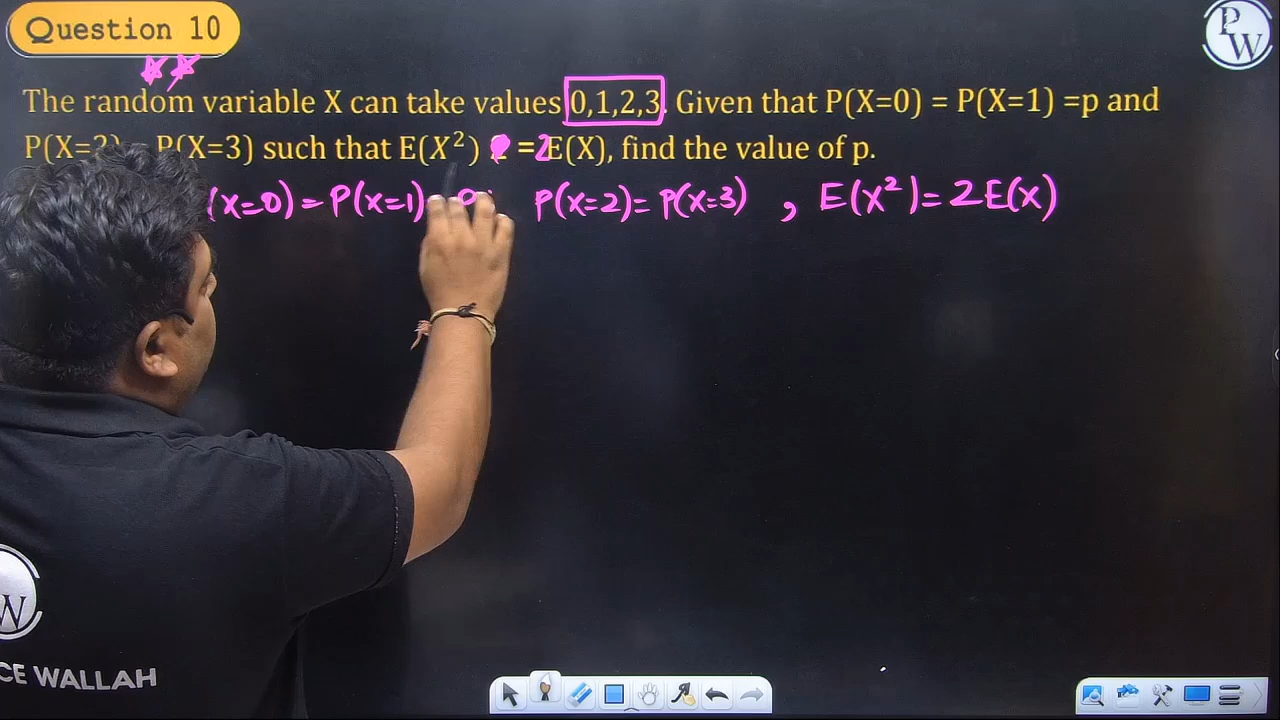 Question 10
PW
The random variable X can take values 0,1,2,3. Given that P(X=0) = P(X=1) =p and
P(X=2) = P(X=3) such that E(X²) = 2E(X), find the value of p.
(x=0) = P(x=1) = P, P(x=2) = P(x=3) , E(x²) = 2E(x)
W
CE WALLAH